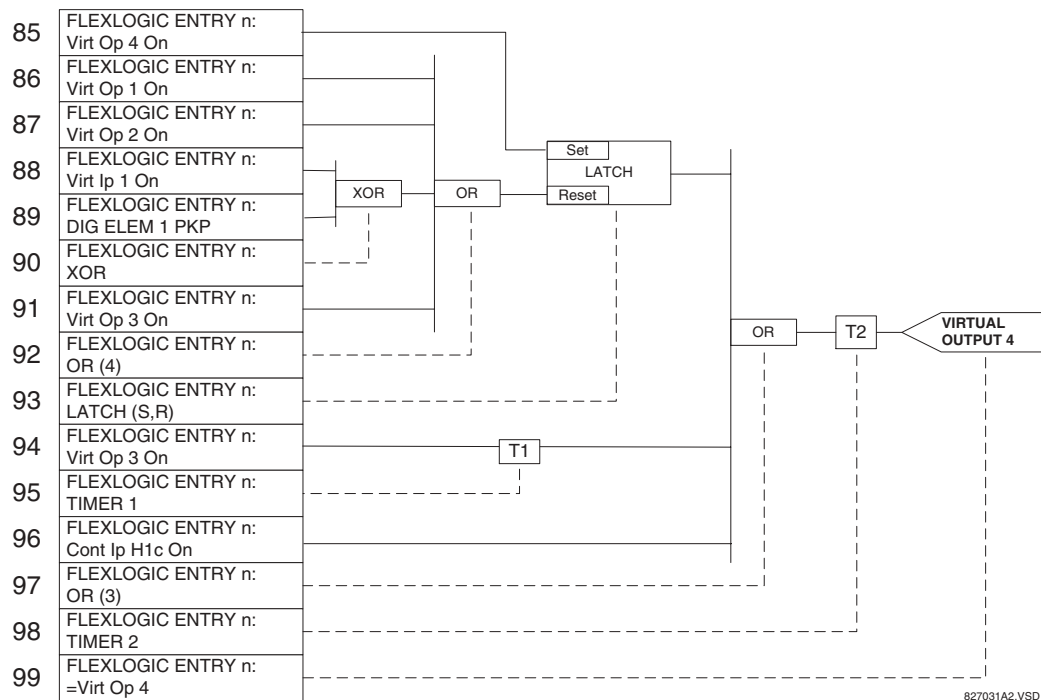 85
FLEXLOGIC ENTRY n:
Virt Op 4 On
86
FLEXLOGIC ENTRY n:
Virt Op 1 On
87
FLEXLOGIC ENTRY n:
Virt Op 2 On
88
FLEXLOGIC ENTRY n:
Virt Ip 1 On
89
FLEXLOGIC ENTRY n:
DIG ELEM 1 PKP
90
FLEXLOGIC ENTRY n:
XOR
91
FLEXLOGIC ENTRY n:
Virt Op 3 On
92
FLEXLOGIC ENTRY n:
OR (4)
93
FLEXLOGIC ENTRY n:
LATCH (S,R)
94
FLEXLOGIC ENTRY n:
Virt Op 3 On
95
FLEXLOGIC ENTRY n:
TIMER 1
96
FLEXLOGIC ENTRY n:
Cont Ip H1c On
97
FLEXLOGIC ENTRY n:
OR (3)
98
FLEXLOGIC ENTRY n:
TIMER 2
99
FLEXLOGIC ENTRY n:
=Virt Op 4
XOR
OR
Set
LATCH
Reset
T1
OR
T2
VIRTUAL
OUTPUT 4
827031A2.VSD